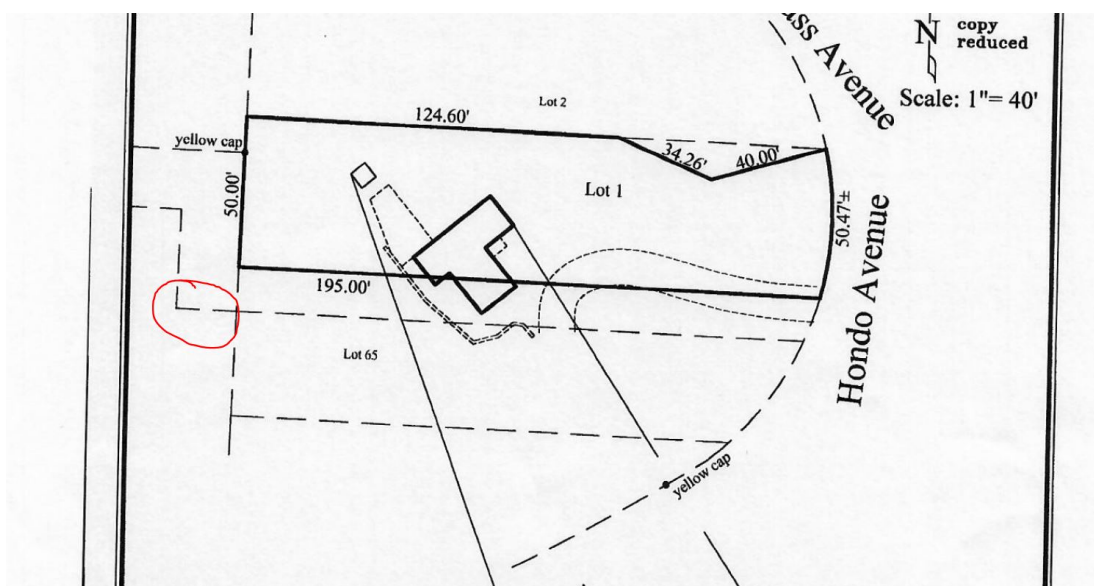 Avenue
N
copy
reduced
Scale: 1"= 40'
Lot 2
124.60'
yellow cap
34.26'
40.00'
Lot 1
50.00'
50.47'±
Hondo Avenue
195.00'
Lot 65
yellow cap